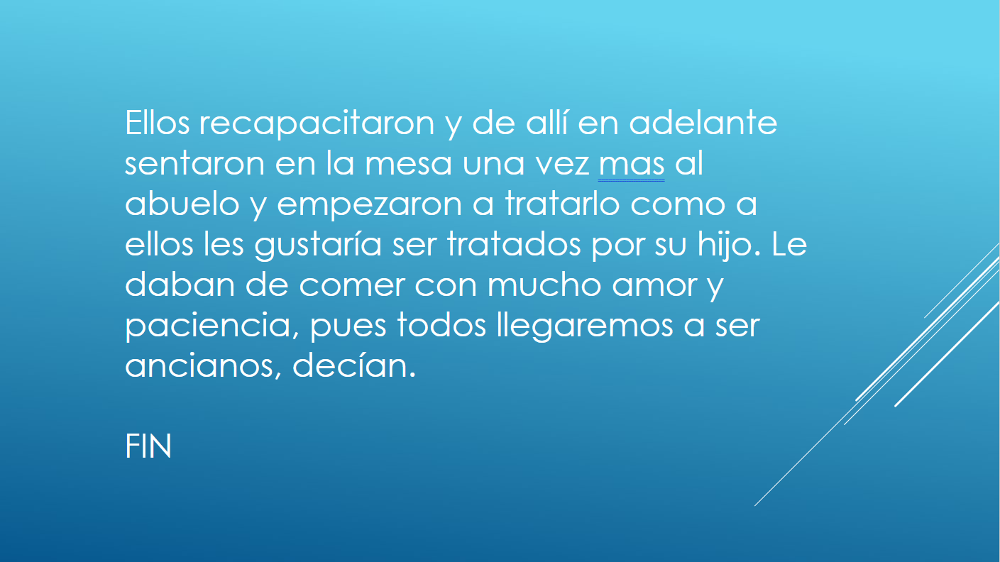 Ellos recapacitaron y de allí en adelante
sentaron en la mesa una vez mas al
abuelo y empezaron a tratarlo como a
ellos les gustaría ser tratados por su hijo. Le
daban de comer con mucho amor y
paciencia, pues todos llegaremos a ser
ancianos, decían.
FIN